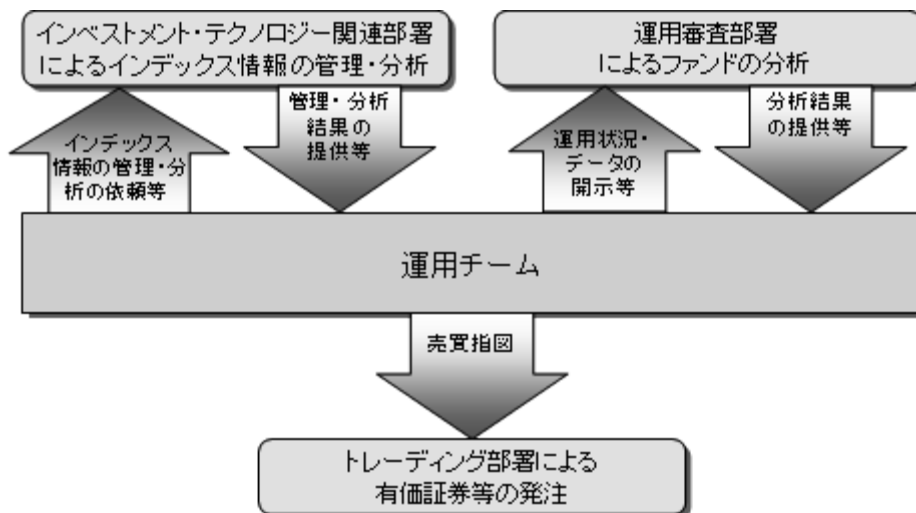 インベストメント・テクノロジー関連部署
によるインデックス情報の管理・分析
運用審査部署
によるファンドの分析
インデックス
情報の管理・分
析の依頼等
管理・分析
結果の
提供等
運用状況・
データの
開示等
分析結果
の提供等
運用チーム
売買指図
トレーディング部署による
有価証券等の発注